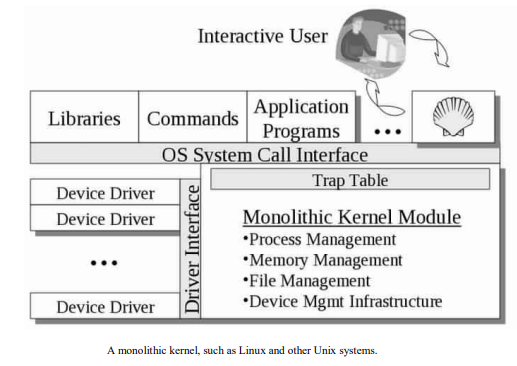 Interactive User
Libraries
Commands
Application
Programs
•••
OS System Call Interface
Trap Table
Device Driver
Device Driver
•••
Device Driver
Driver Interface
Monolithic Kernel Module
•Process Management
•Memory Management
•File Management
•Device Mgmt Infrastructure
A monolithic kernel, such as Linux and other Unix systems.